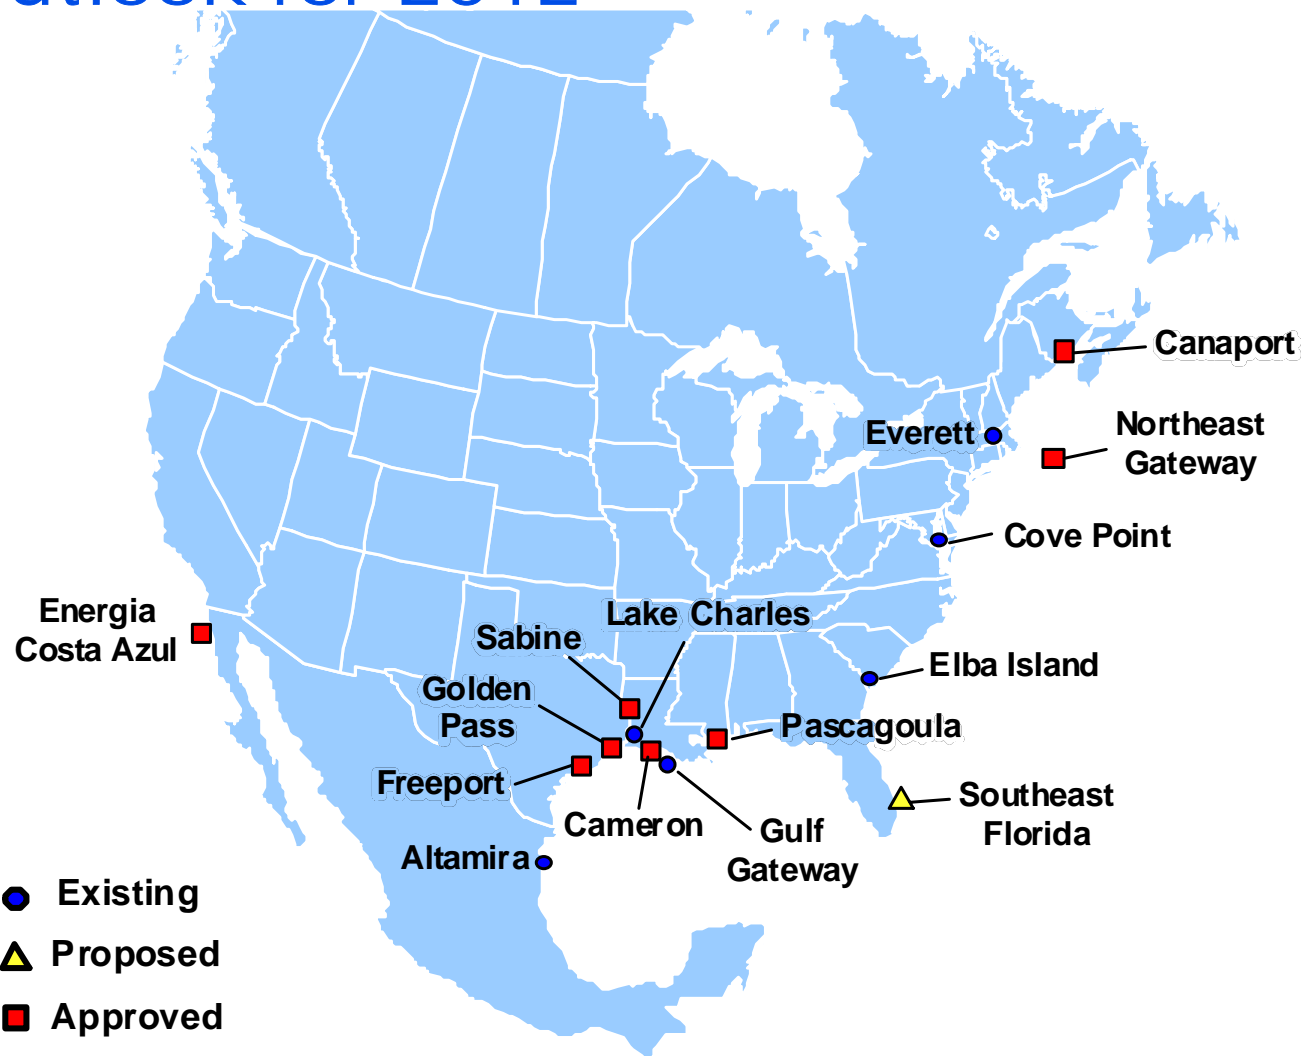 Canaport
Northeast
Gateway
Everett
Cove Point
Energia
Costa Azul
Lake Charles
Sabine
Elba Island
Golden
Pass
Pascagoula
Freeport
Southeast
Florida
Cameron
Gulf
Gateway
Altamira
Existing
Proposed
Approved